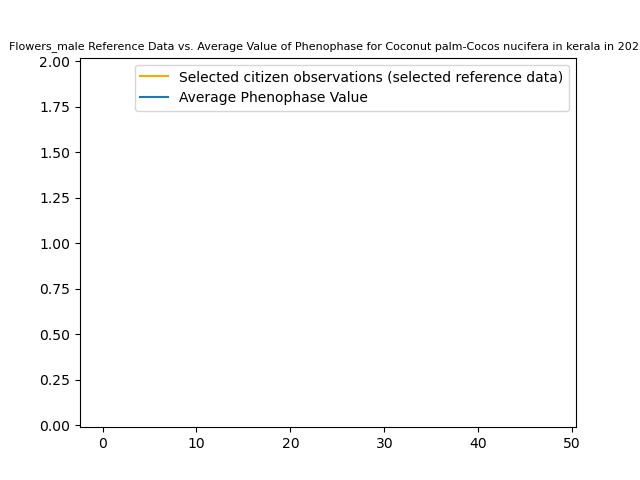 Flowers_male Reference Data vs. Average Value of Phenophase for Coconut palm-Cocos nucifera in kerala in 202
Selected citizen observations (selected reference data)
Average Phenophase Value
2.00
1.75
1.50
1.25
1.00
0.75
0.50
0.25
0.00
0 10 20 30 40 50